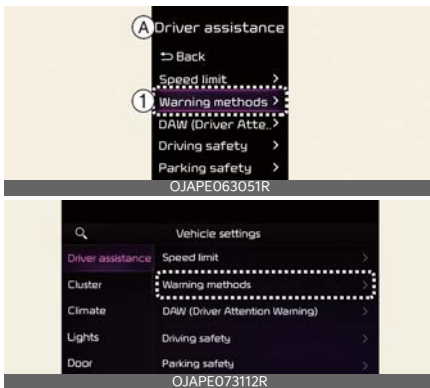 A Driver assistance
Back
Speed limit
1 Warning methods
DAW (Driver Atte..
Driving safety
Parking safety
OJAPE063051R
Vehicle settings
Driver assistance Speed limit
Cluster Warning methods
Climate DAW (Driver Attention Warning)
Lights Driving safety
Door Parking safety
OJAPE073112R